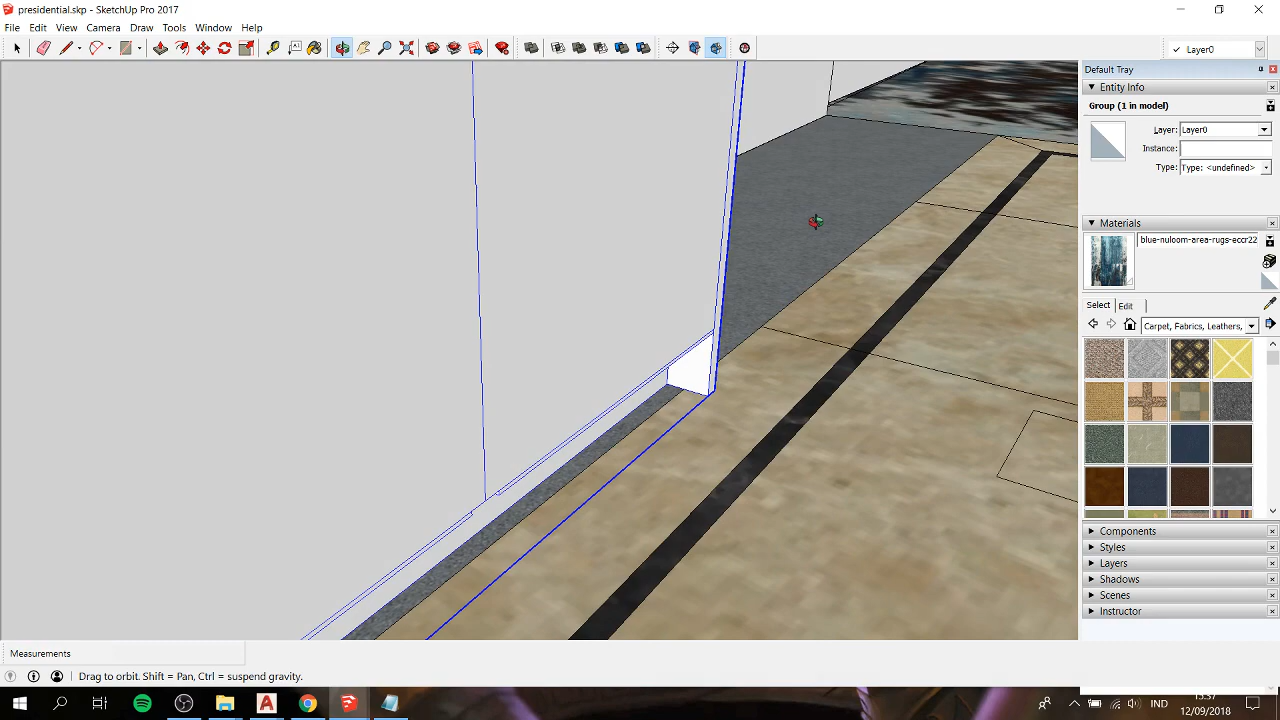 presidential.skp - SketchUp Pro 2017
File Edit View Camera Draw Tools Window Help
Layer0
Default Tray
Entity Info
Group (1 in model)
Layer: Layer0
Instance:
Type: Type: <undefined>
Materials
blue-nuloom-area-rugs-eccr22
Select Edit
Carpet, Fabrics, Leathers,
Components
Styles
Layers
Shadows
Scenes
Instructor
Measurements
Drag to orbit. Shift = Pan, Ctrl = suspend gravity.
IND
12/09/2018